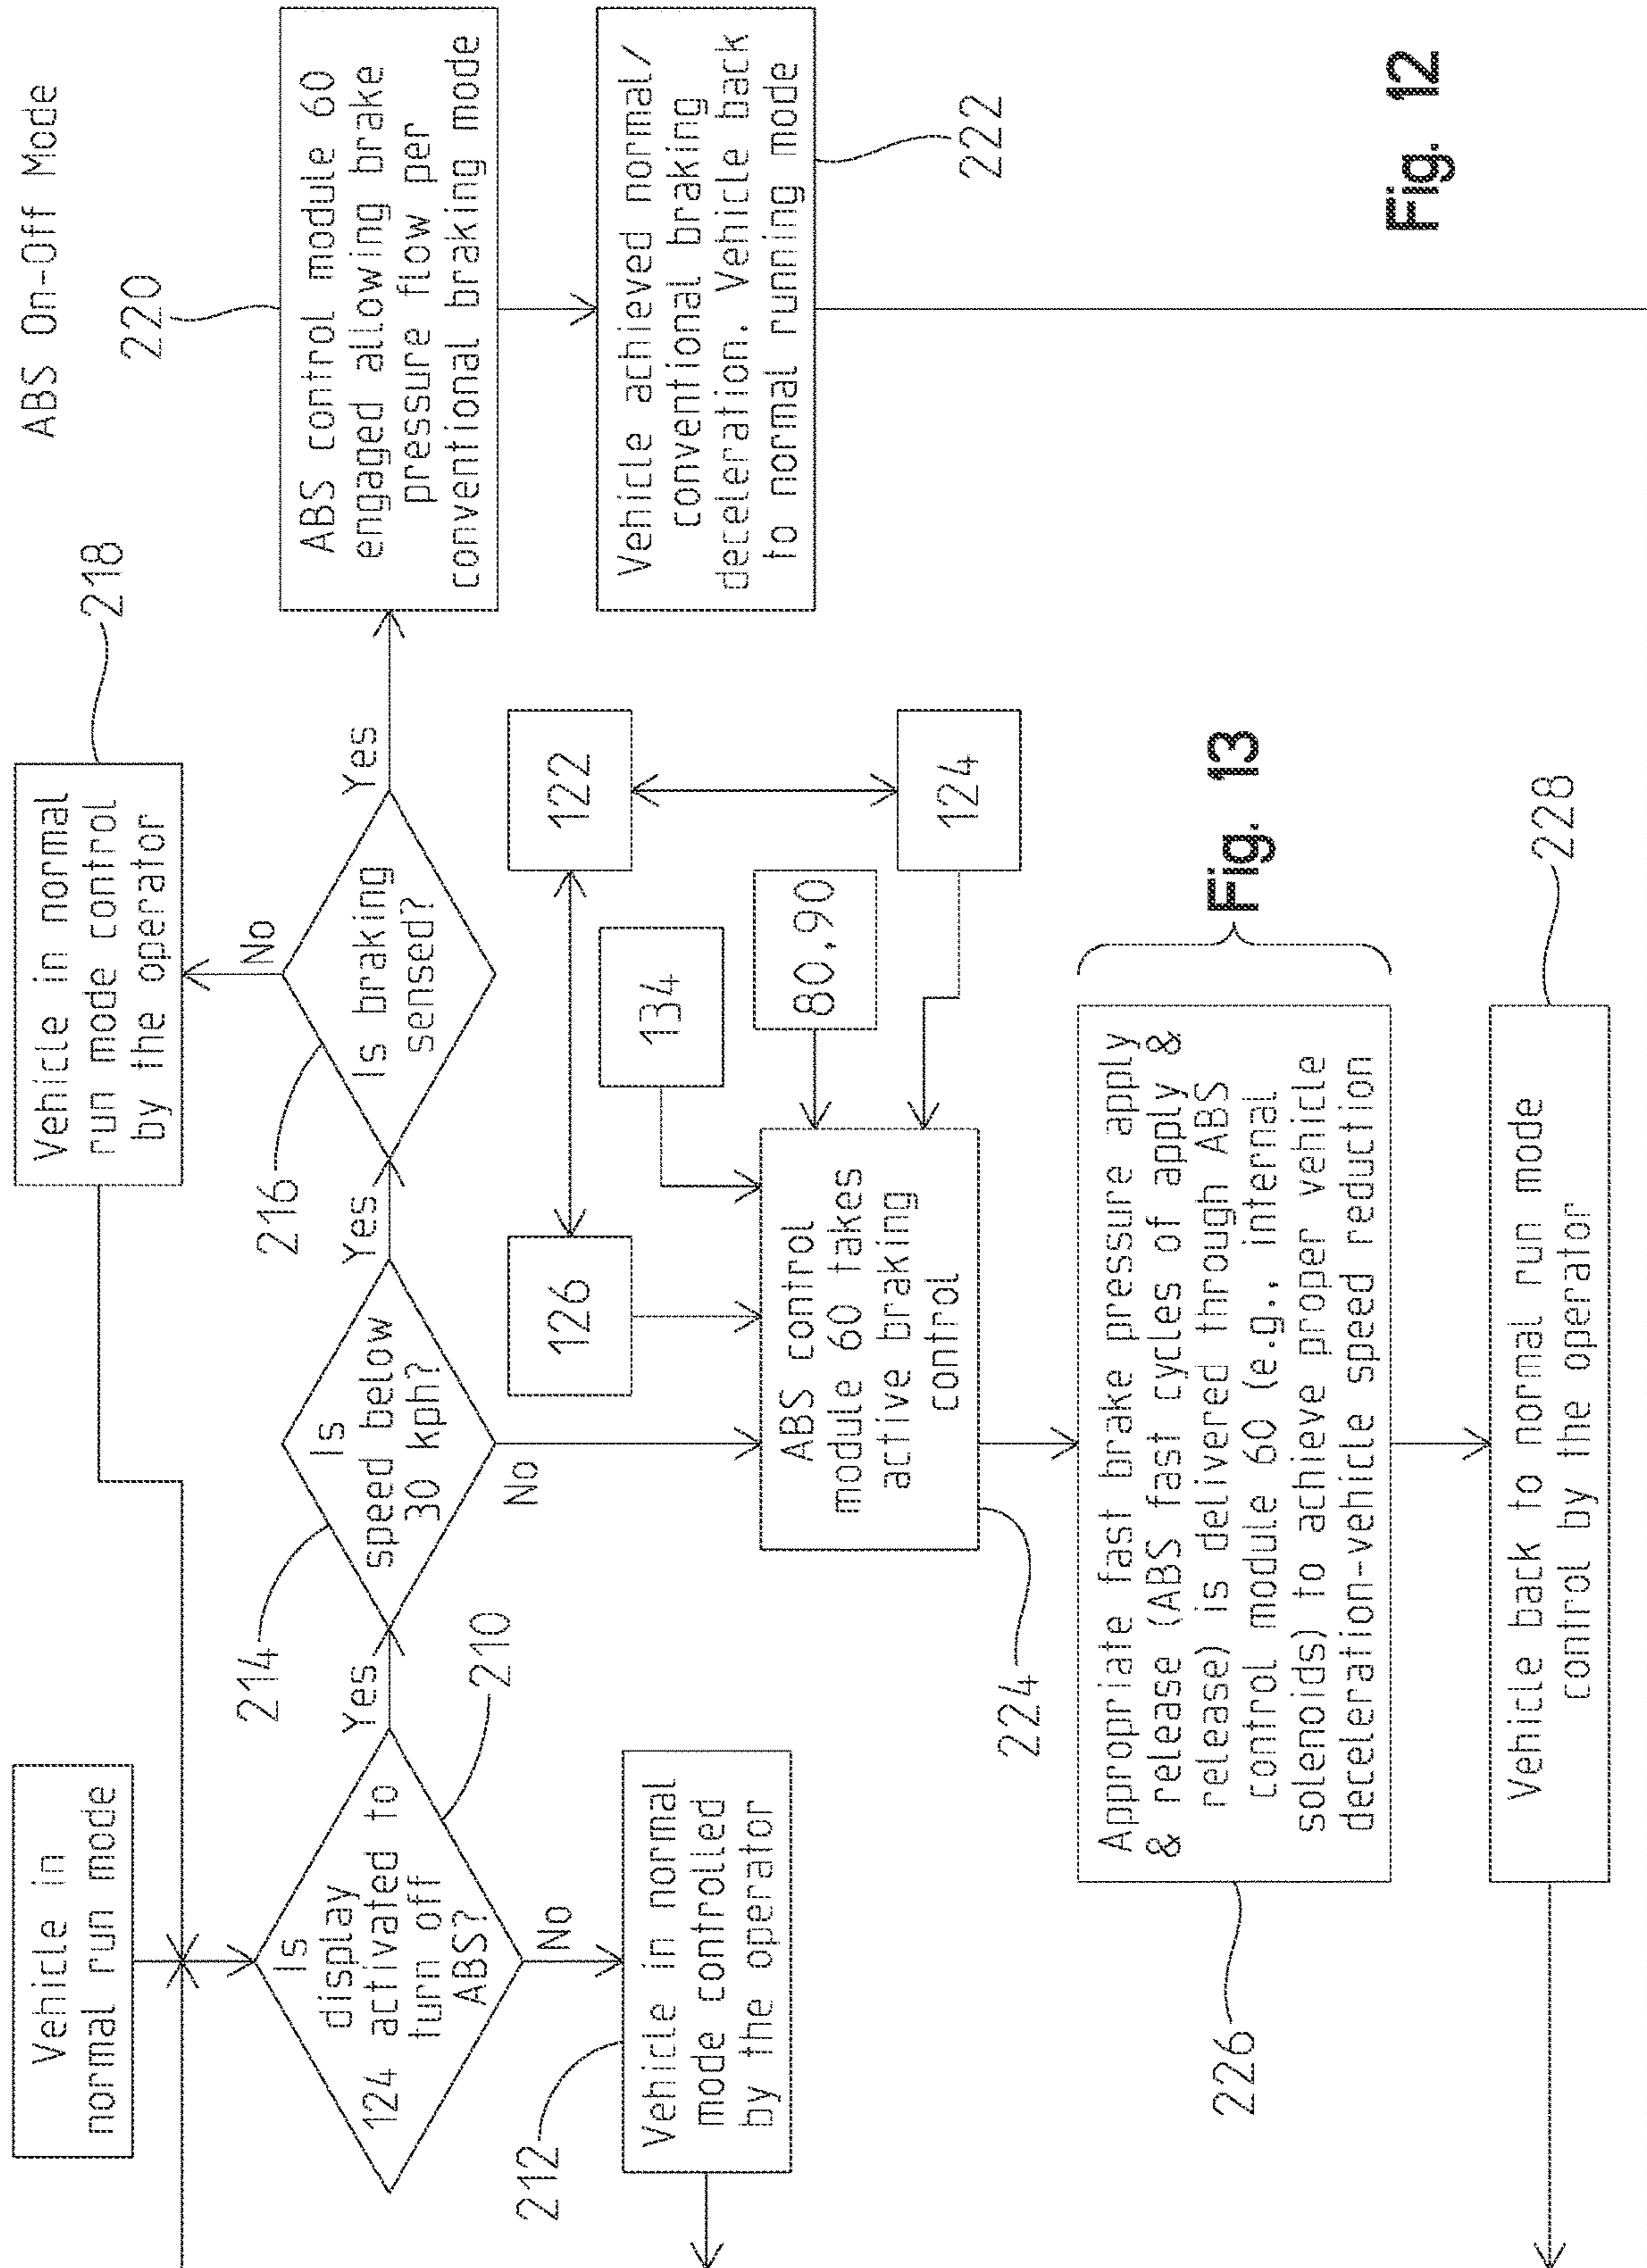 ABS On-Off Mode
Vehicle in
normal run mode
Is
display
124 activated to
turn off
ABS?
210
Yes
No
Vehicle in normal
mode controlled
by the operator
212
Is
speed below
30 kph?
214
Yes
No
Is braking
sensed?
216
No
Yes
Vehicle in normal
run mode control
by the operator
218
ABS control module 60
engaged allowing brake
pressure flow per
conventional braking mode
220
Vehicle achieved normal/
conventional braking
deceleration. Vehicle back
to normal running mode
222
126
122
134
80,90
124
ABS control
module 60 takes
active braking
control
224
Appropriate fast brake pressure apply
& release (ABS fast cycles of apply &
release) is delivered through ABS
control module 60 (e.g., internal
solenoids) to achieve proper vehicle
deceleration-vehicle speed reduction
226
Fig. 13
Vehicle back to normal run mode
control by the operator
228
Fig. 12